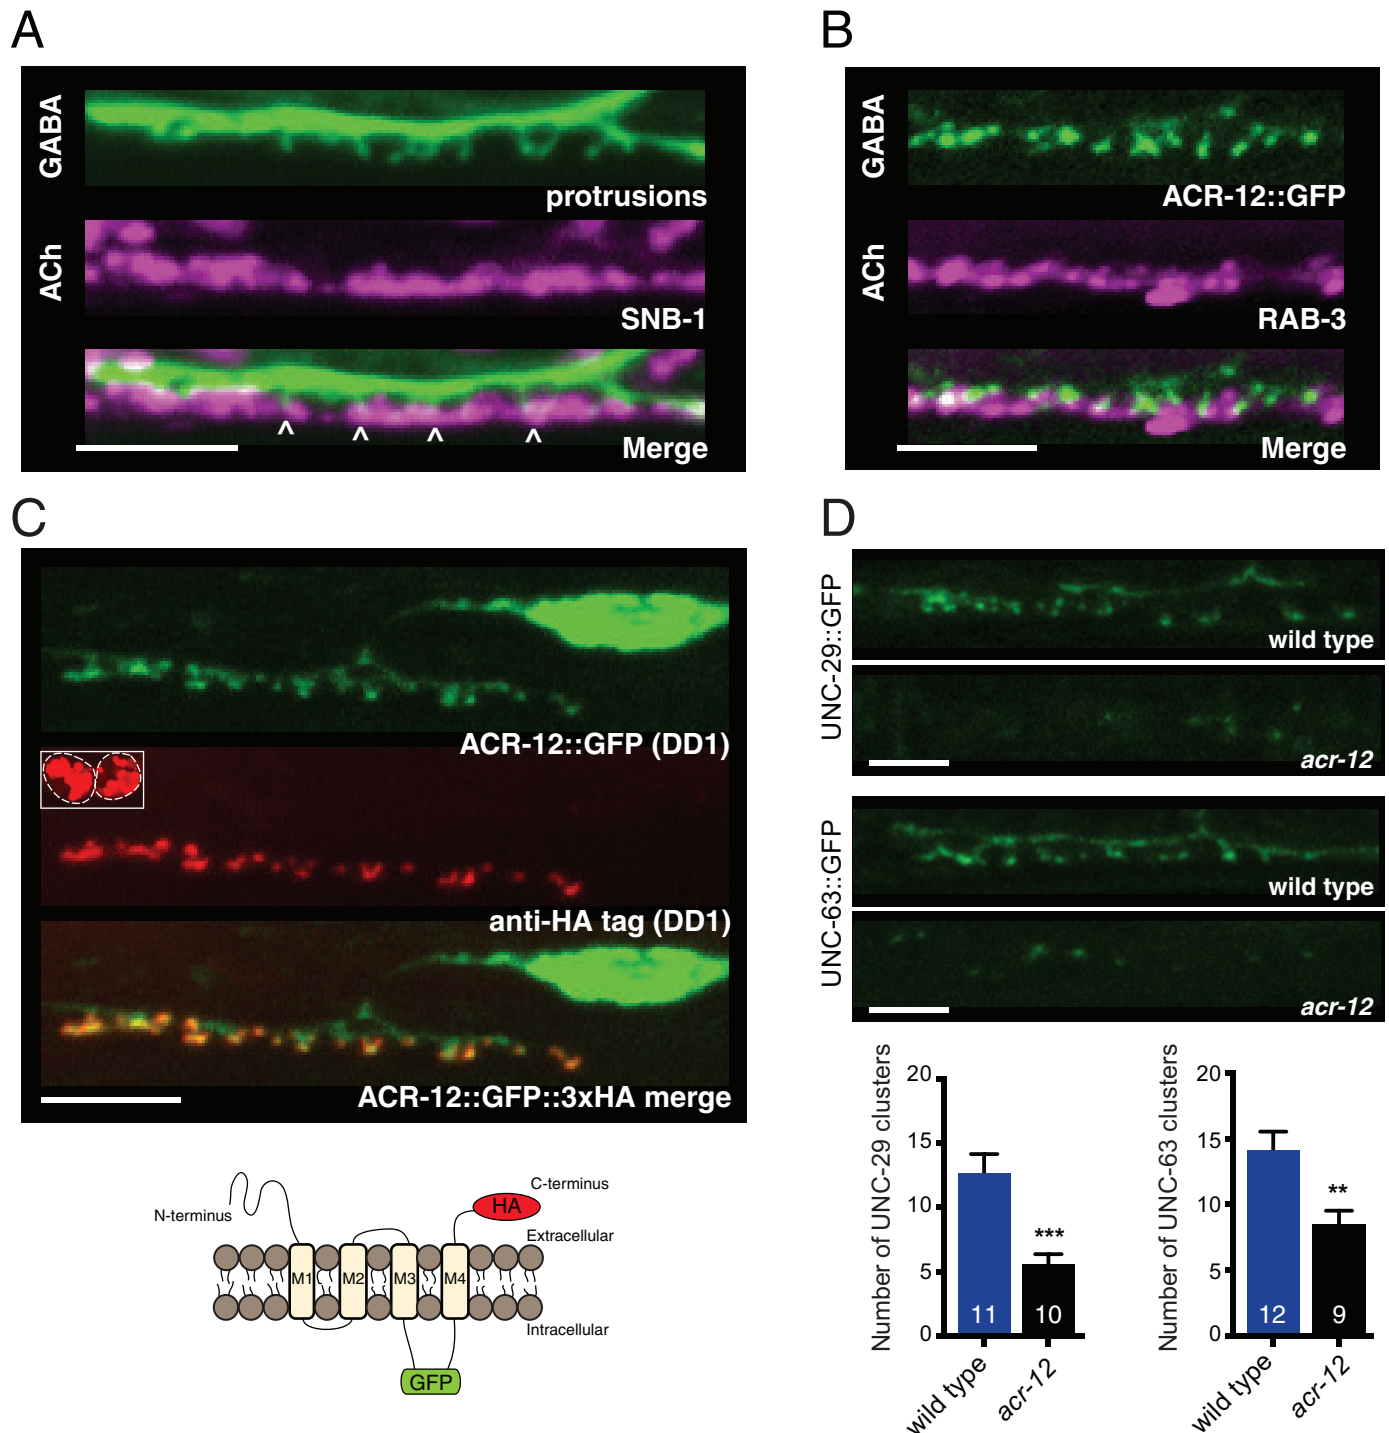 A
GABA
protrusions
ACh
SNB-1
^ ^ ^ ^
Merge
B
GABA
ACR-12::GFP
ACh
RAB-3
Merge
C
ACR-12::GFP (DD1)
anti-HA tag (DD1)
ACR-12::GFP::3xHA merge
N-terminus
C-terminus
HA
Extracellular
M1 M2 M3 M4
Intracellular
GFP
D
UNC-29::GFP
wild type
acr-12
UNC-63::GFP
wild type
acr-12
Number of UNC-29 clusters
20
15
10
5
0
***
11 10
wild type
acr-12
Number of UNC-63 clusters
20
15
10
5
0
**
12 9
wild type
acr-12